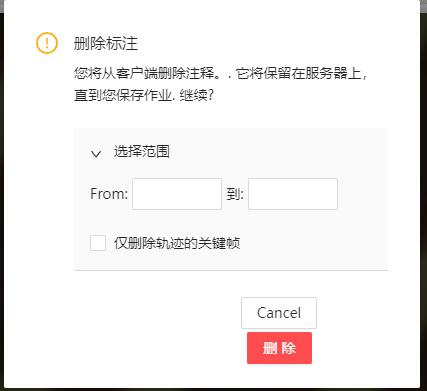 删除标注
您将从客户端删除注释。. 它将保留在服务器上，
直到您保存作业. 继续?
选择范围
From: 到:
仅删除轨迹的关键帧
Cancel
删 除